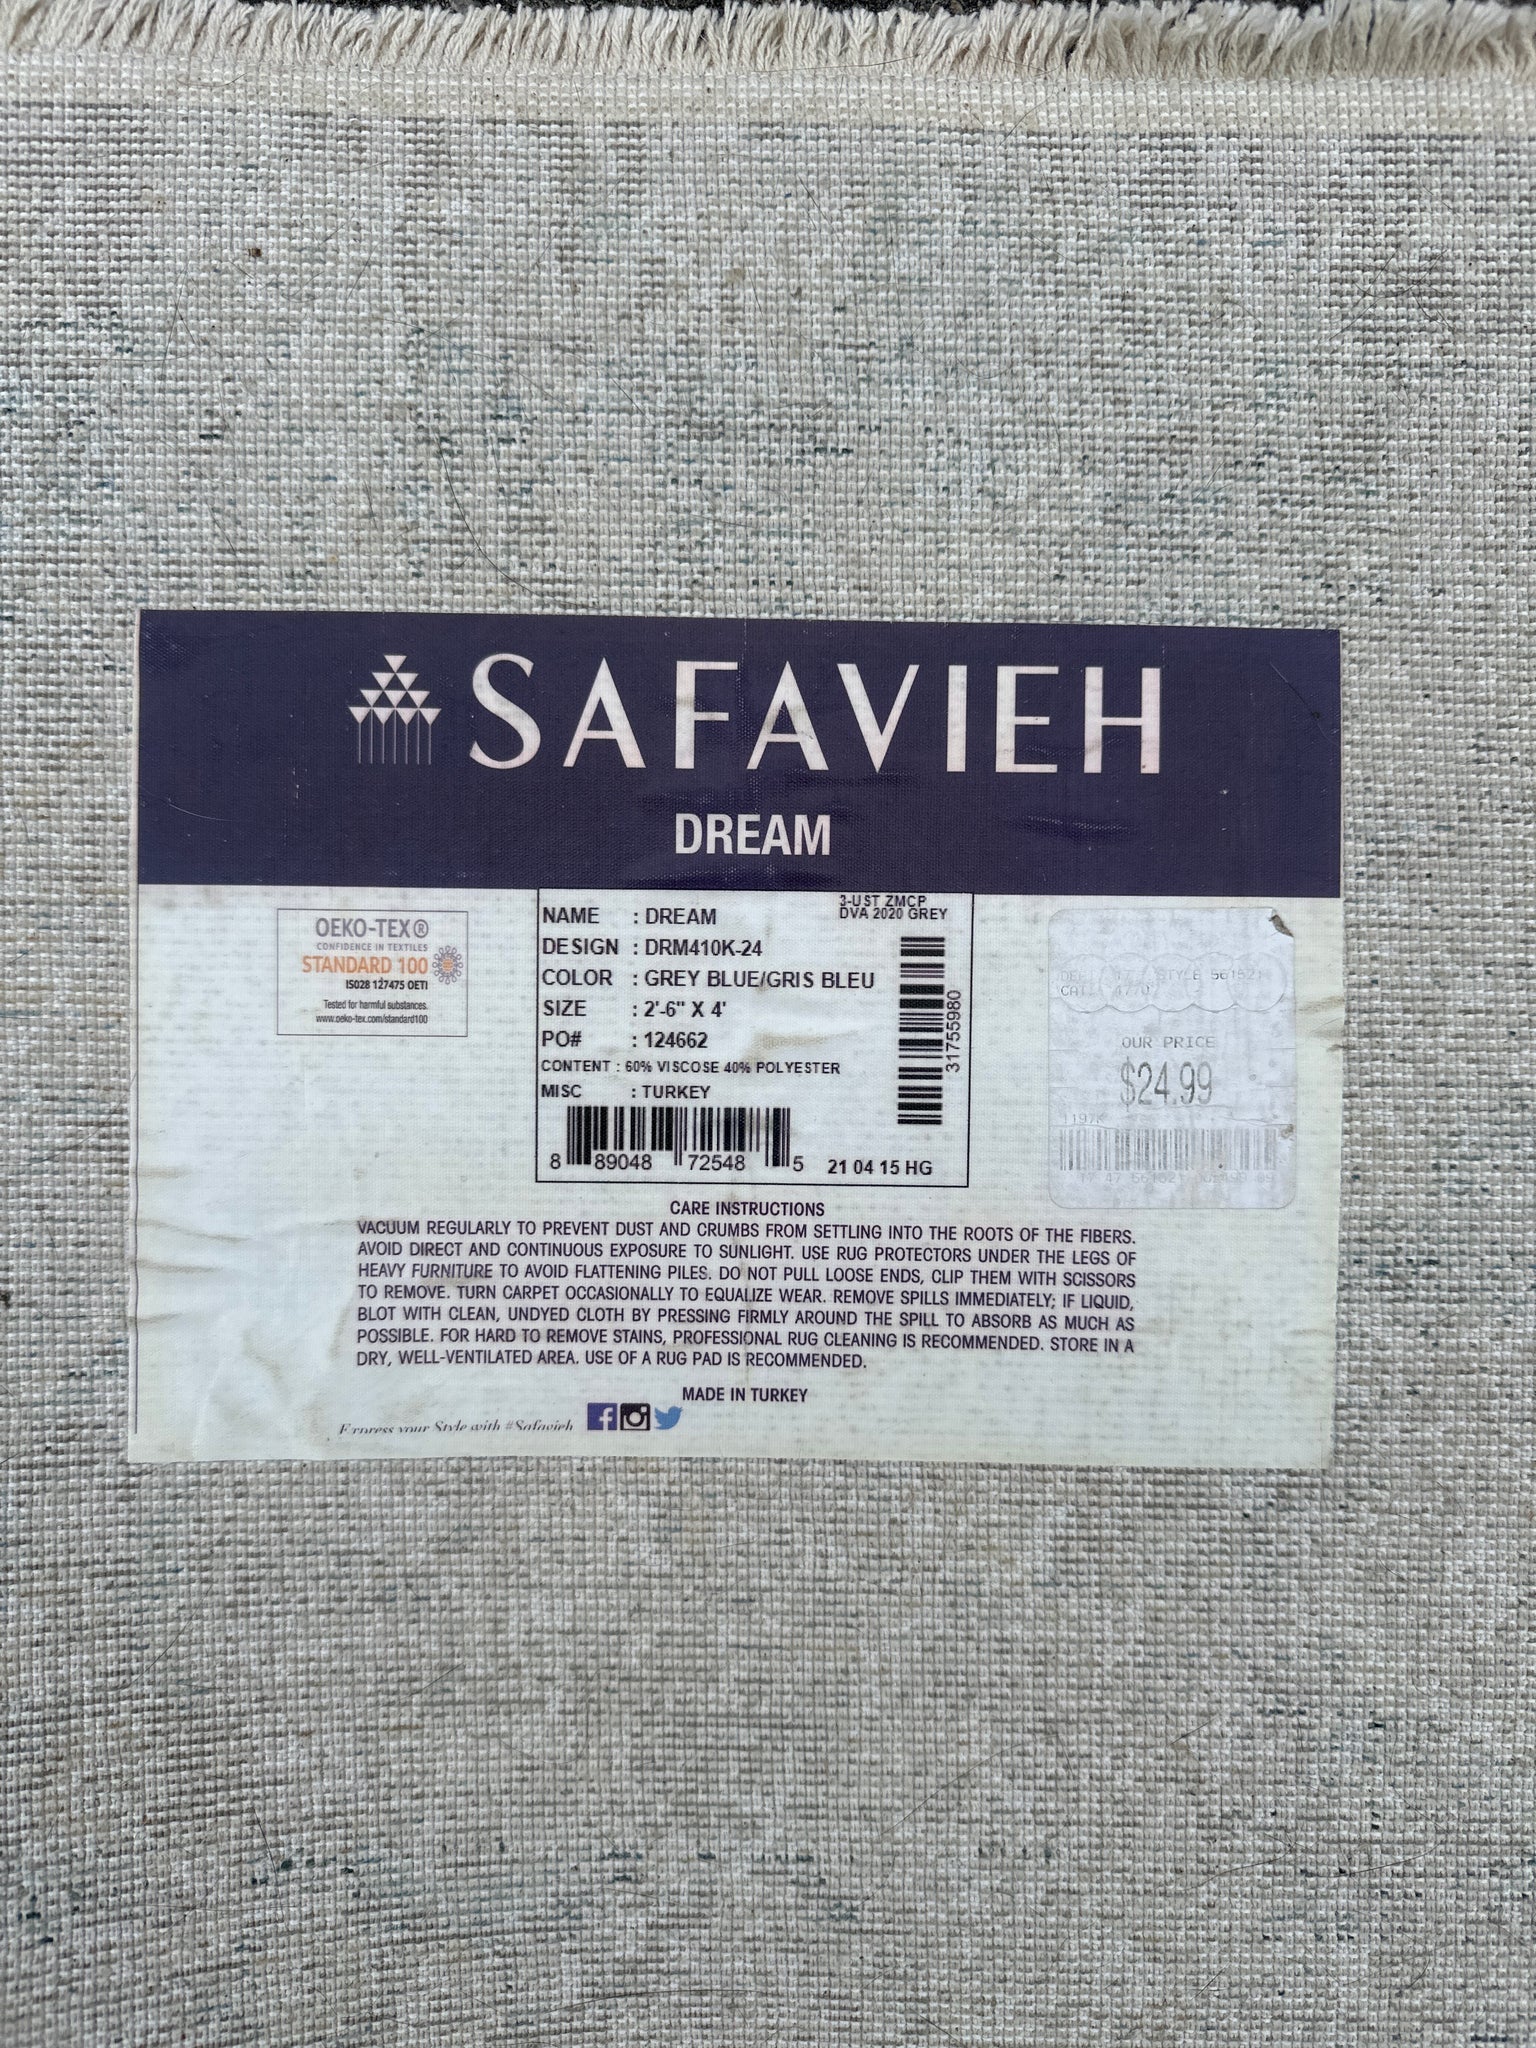 SAFAVIEH
DREAM
OEKO-TEX®
CONFIDENCE IN TEXTILES
STANDARD 100
IS028 127475 OETI
Tested for harmful substances.
www.oeko-tex.com/standard100
3-UST ZMCP
DVA 2020 GREY
NAME : DREAM
DESIGN : DRM410K-24
COLOR : GREY BLUE/GRIS BLEU
SIZE : 2'-6" X 4'
PO# : 124662
CONTENT : 60% VISCOSE 40% POLYESTER
MISC : TURKEY
8 89048 72548 5
21 04 15 HG
31755980
STYLE 561521
CAT.
OUR PRICE
$24.99
CARE INSTRUCTIONS
VACUUM REGULARLY TO PREVENT DUST AND CRUMBS FROM SETTLING INTO THE ROOTS OF THE FIBERS.
AVOID DIRECT AND CONTINUOUS EXPOSURE TO SUNLIGHT. USE RUG PROTECTORS UNDER THE LEGS OF
HEAVY FURNITURE TO AVOID FLATTENING PILES. DO NOT PULL LOOSE ENDS, CLIP THEM WITH SCISSORS
TO REMOVE. TURN CARPET OCCASIONALLY TO EQUALIZE WEAR. REMOVE SPILLS IMMEDIATELY; IF LIQUID,
BLOT WITH CLEAN, UNDYED CLOTH BY PRESSING FIRMLY AROUND THE SPILL TO ABSORB AS MUCH AS
POSSIBLE. FOR HARD TO REMOVE STAINS, PROFESSIONAL RUG CLEANING IS RECOMMENDED. STORE IN A
DRY, WELL-VENTILATED AREA. USE OF A RUG PAD IS RECOMMENDED.
MADE IN TURKEY
Express your Style with #Safavieh